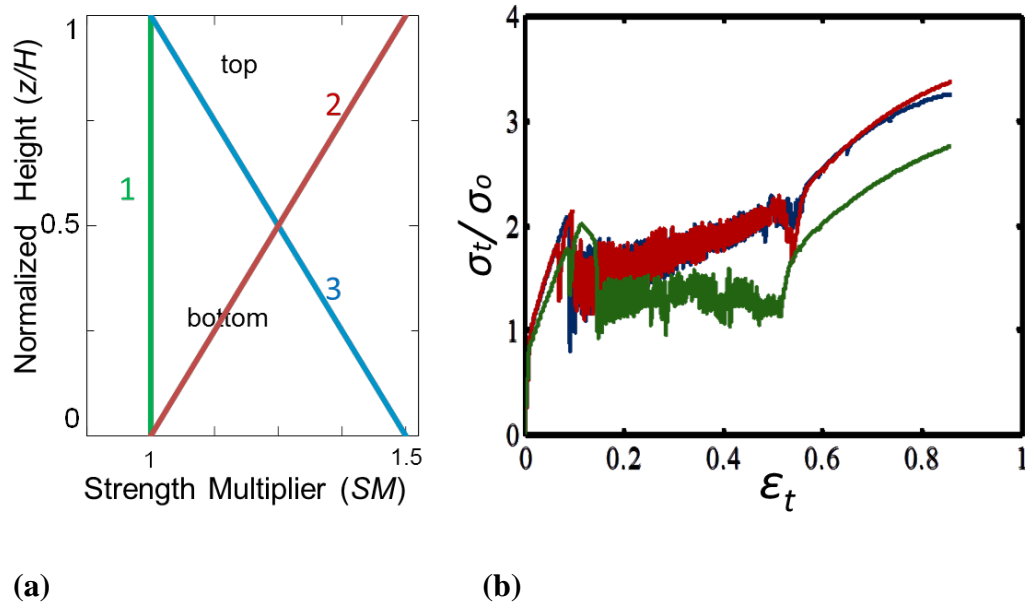 Normalized Height (z/H)
1
0.5
0
top
2
1
3
bottom
1
1.5
Strength Multiplier (SM)
σt/ σo
4
3
2
1
0
0
0.2
0.4
0.6
0.8
1
εt
(a)
(b)